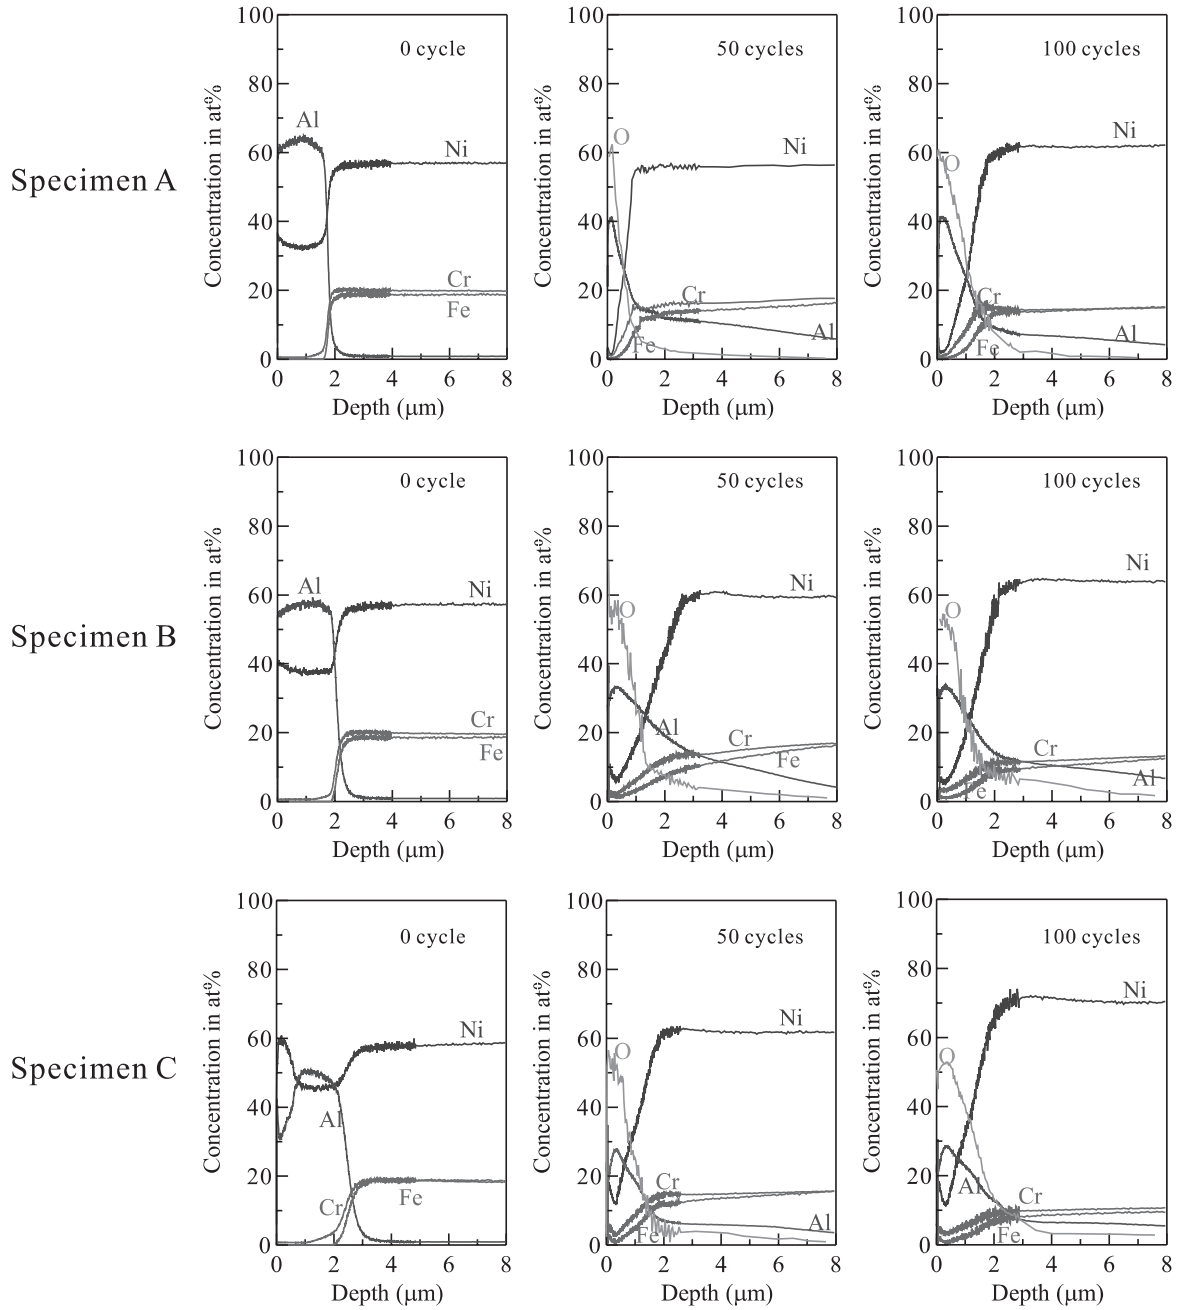 Specimen A
0 cycle
Concentration in at%
100
80
60
40
20
0
Al
Ni
Cr
Fe
0 2 4 6 8
Depth (μm)
50 cycles
Concentration in at%
100
80
60
40
20
0
O
Ni
Cr
Fe
Al
0 2 4 6 8
Depth (μm)
100 cycles
Concentration in at%
100
80
60
40
20
0
O
Ni
Cr
Fe
Al
0 2 4 6 8
Depth (μm)
Specimen B
0 cycle
Concentration in at%
100
80
60
40
20
0
Al
Ni
Cr
Fe
0 2 4 6 8
Depth (μm)
50 cycles
Concentration in at%
100
80
60
40
20
0
O
Ni
Al
Cr
Fe
0 2 4 6 8
Depth (μm)
100 cycles
Concentration in at%
100
80
60
40
20
0
Ni
O
Cr
Al
e
0 2 4 6 8
Depth (μm)
Specimen C
0 cycle
Concentration in at%
100
80
60
40
20
0
Ni
Al
Cr
Fe
0 2 4 6 8
Depth (μm)
50 cycles
Concentration in at%
100
80
60
40
20
0
Ni
O
Cr
Fe
Al
0 2 4 6 8
Depth (μm)
100 cycles
Concentration in at%
100
80
60
40
20
0
Ni
O
Al
Cr
Fe
0 2 4 6 8
Depth (μm)